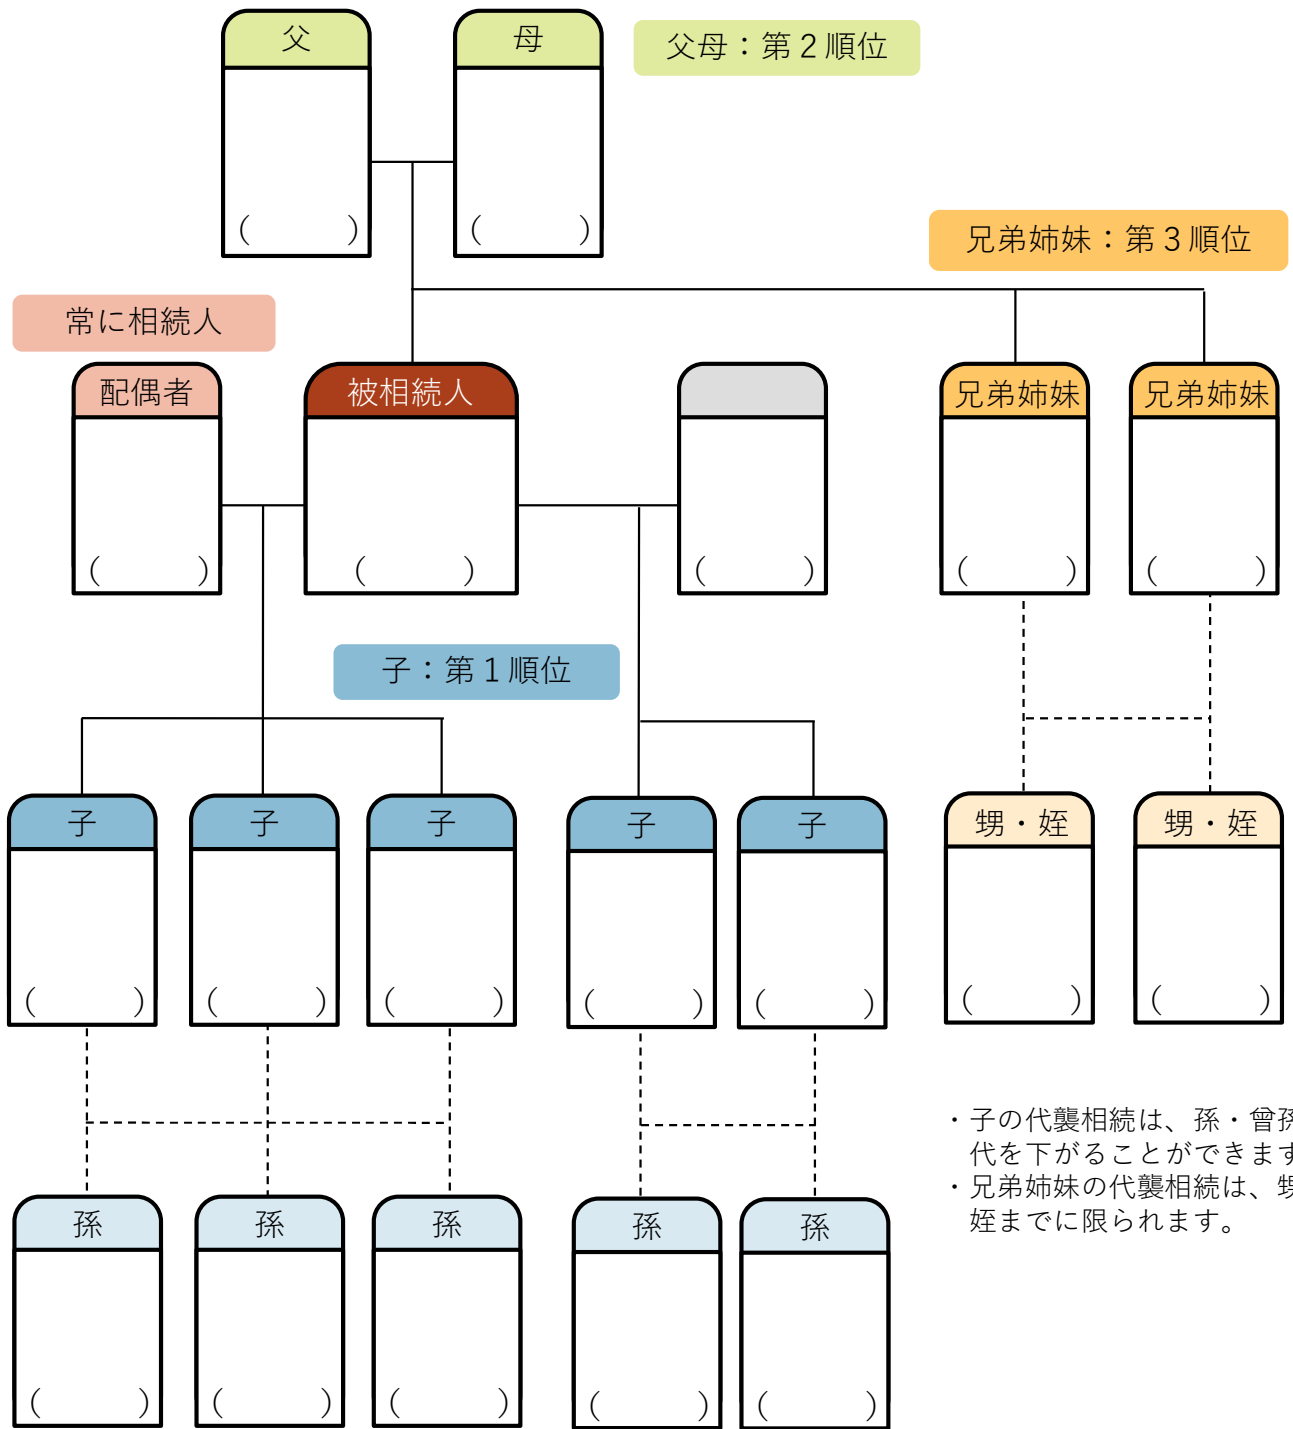 父
母
父母：第２順位
（　　　）
（　　　）
兄弟姉妹：第３順位
常に相続人
配偶者
被相続人
兄弟姉妹
兄弟姉妹
（　　　）
（　　　）
（　　　）
（　　　）
（　　　）
子：第１順位
子
子
子
子
子
甥・姪
甥・姪
（　　　）
（　　　）
（　　　）
（　　　）
（　　　）
（　　　）
（　　　）
・子の代襲相続は、孫・曾孫
代を下がることができます
・兄弟姉妹の代襲相続は、甥
姪までに限られます。
孫
孫
孫
孫
孫
（　　　）
（　　　）
（　　　）
（　　　）
（　　　）